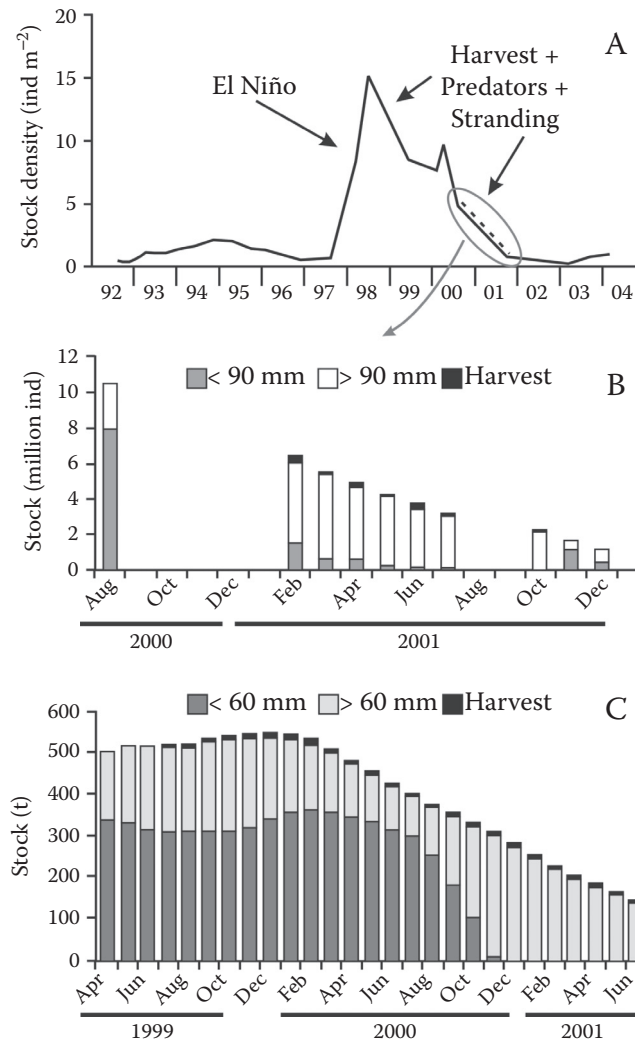 20
15
10
5
0
Stock density (ind m−2)
A
El Niño
Harvest +
Predators +
Stranding
92 93 94 95 96 97 98 99 00 01 02 03 04
12
10
8
6
4
2
0
Stock (million ind)
< 90 mm > 90 mm Harvest
B
Aug Oct Dec Feb Apr Jun Aug Oct Dec
2000 2001
600
500
400
300
200
100
0
Stock (t)
< 60 mm > 60 mm Harvest
C
Apr Jun Aug Oct Dec Feb Apr Jun Aug Oct Dec Feb Apr Jun
1999 2000 2001